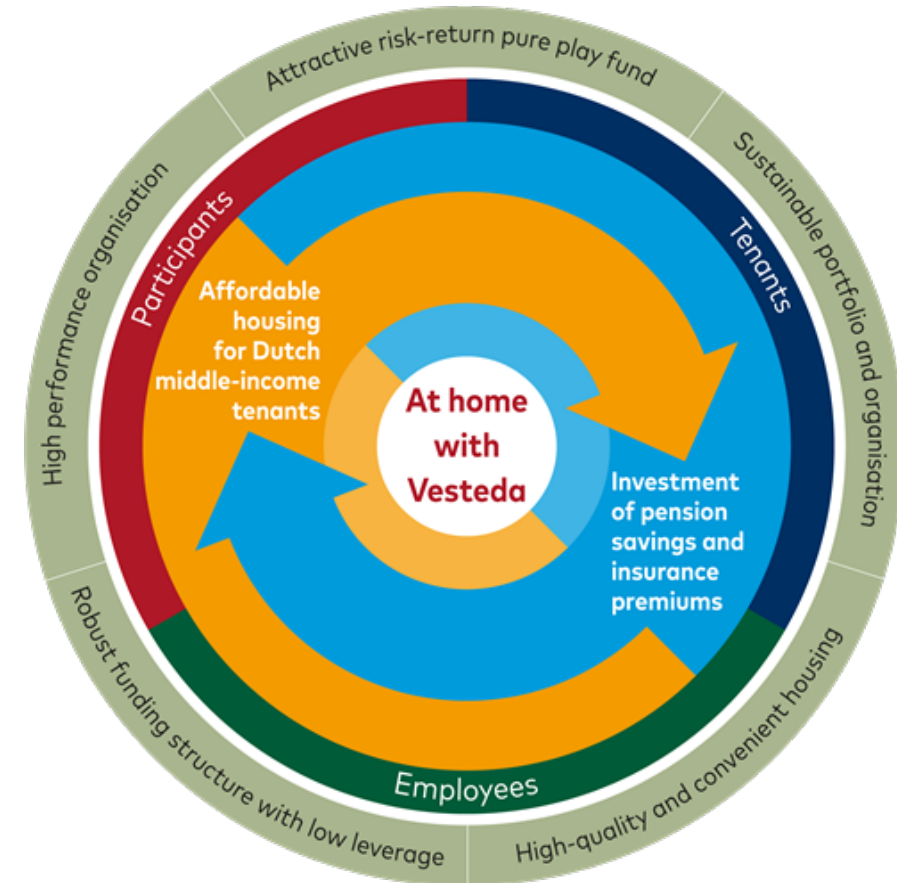 Attractive risk-return pure play fund
Sustainable portfolio and organisation
High-quality and convenient housing
Robust funding structure with low leverage
High performance organisation
Participants
Tenants
Employees
Affordable
housing
for Dutch
middle-income
tenants
At home
with
Vesteda
Investment
of pension
savings and
insurance
premiums